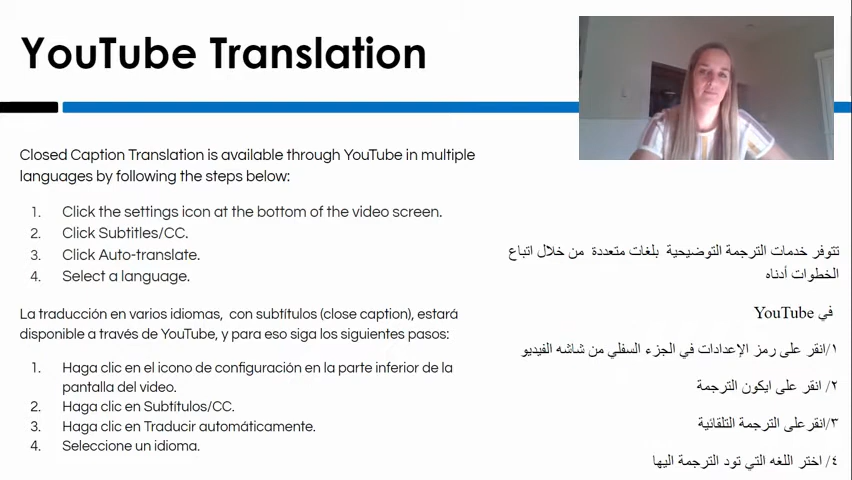 YouTube Translation
Closed Caption Translation is available through YouTube in multiple
languages by following the steps below:
1. Click the settings icon at the bottom of the video screen.
2. Click Subtitles/CC.
3. Click Auto-translate.
4. Select a language.
La traducción en varios idiomas, con subtítulos (close caption), estará
disponible a través de YouTube, y para eso siga los siguientes pasos:
1. Haga clic en el icono de configuración en la parte inferior de la
pantalla del video.
2. Haga clic en Subtítulos/CC.
3. Haga clic en Traducir automáticamente.
4. Seleccione un idioma.
تتوفر خدمات الترجمة التوضيحية بلغات متعددة من خلال اتباع
الخطوات أدناه
في YouTube
١/انقر على رمز الإعدادات في الجزء السفلي من شاشه الفيديو
٢/ انقر على ايكون الترجمة
٣/انقرعلى الترجمة التلقائية
٤/ اختر اللغه التي تود الترجمة اليها